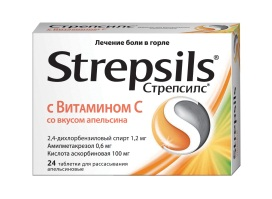 Лечение боли в горле
Strepsils®
Стрепсилс®
с Витамином С
со вкусом апельсина
2,4-дихлорбензиловый спирт 1,2 мг
Амилметакрезол 0,6 мг
Кислота аскорбиновая 100 мг
24 таблетки для рассасывания
апельсиновые